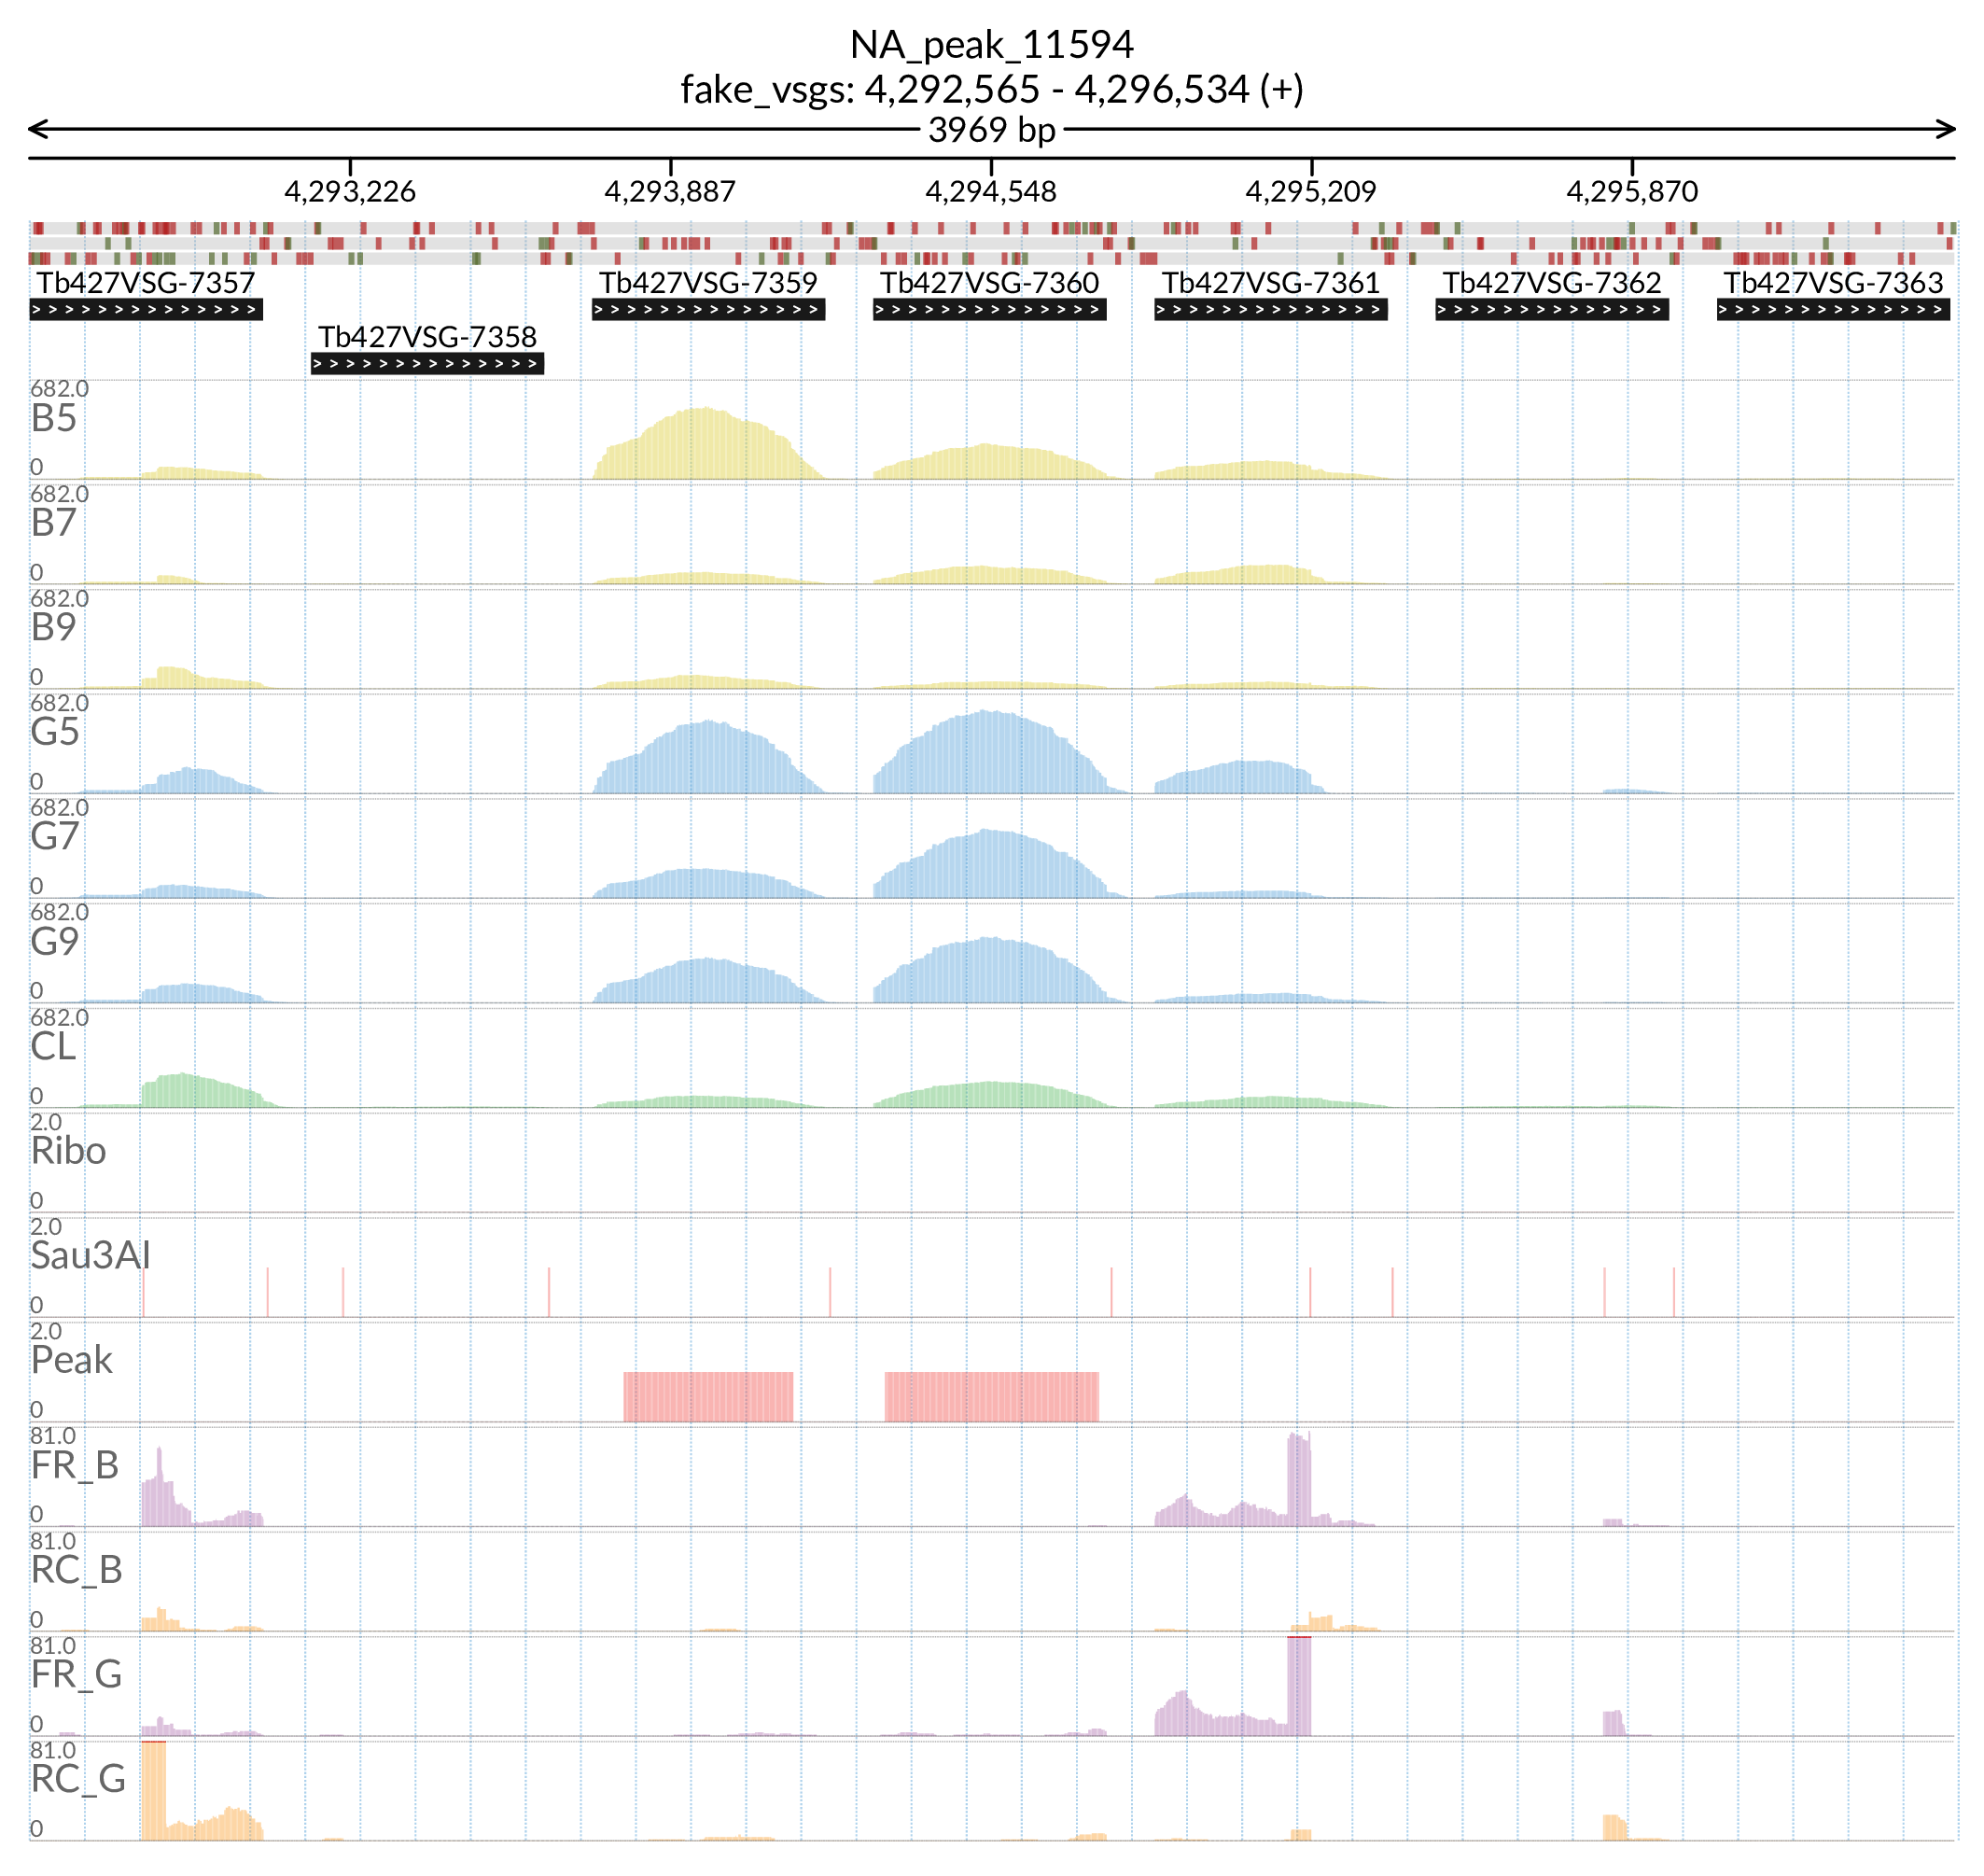 NA_peak_11594
fake_vsgs: 4,292,565 - 4,296,534 (+)
3969 bp
4,293,226 4,293,887 4,294,548 4,295,209 4,295,870
Tb427VSG-7357 Tb427VSG-7359 Tb427VSG-7360 Tb427VSG-7361 Tb427VSG-7362 Tb427VSG-7363
Tb427VSG-7358
682.0
B5
0
682.0
B7
0
682.0
B9
0
682.0
G5
0
682.0
G7
0
682.0
G9
0
682.0
CL
0
2.0
Ribo
0
2.0
Sau3AI
0
2.0
Peak
0
81.0
FR_B
0
81.0
RC_B
0
81.0
FR_G
0
81.0
RC_G
0